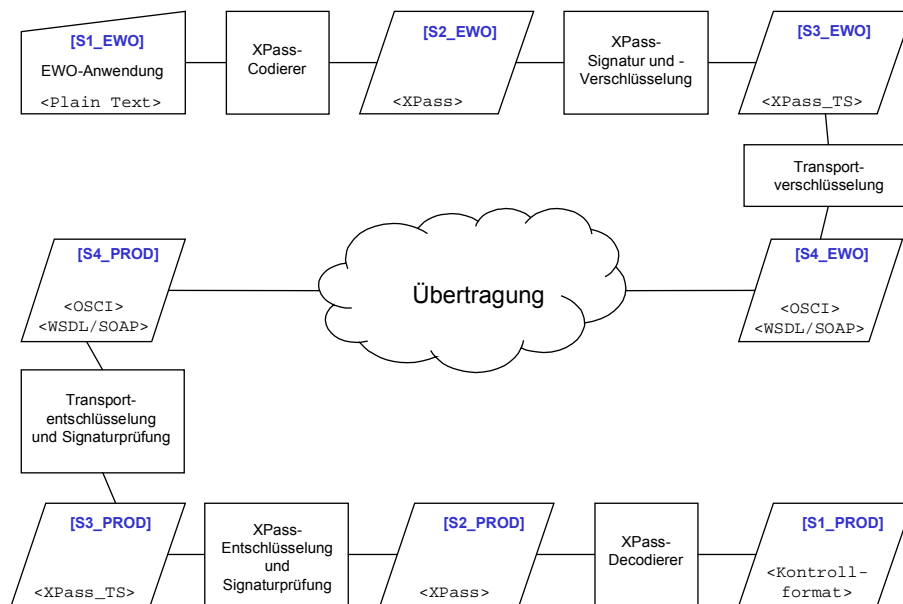 [S1_EWO]
EWO-Anwendung
<Plain Text>
XPass-
Codierer
[S2_EWO]
<XPass>
XPass-
Signatur und -
Verschlüsselung
[S3_EWO]
<XPass_TS>
Transport-
verschlüsselung
[S4_PROD]
<OSCI>
<WSDL/SOAP>
Übertragung
[S4_EWO]
<OSCI>
<WSDL/SOAP>
Transport-
entschlüsselung
und Signaturprüfung
[S3_PROD]
<XPass_TS>
XPass-
Entschlüsselung
und
Signaturprüfung
[S2_PROD]
<XPass>
XPass-
Decodierer
[S1_PROD]
<Kontroll-
format>